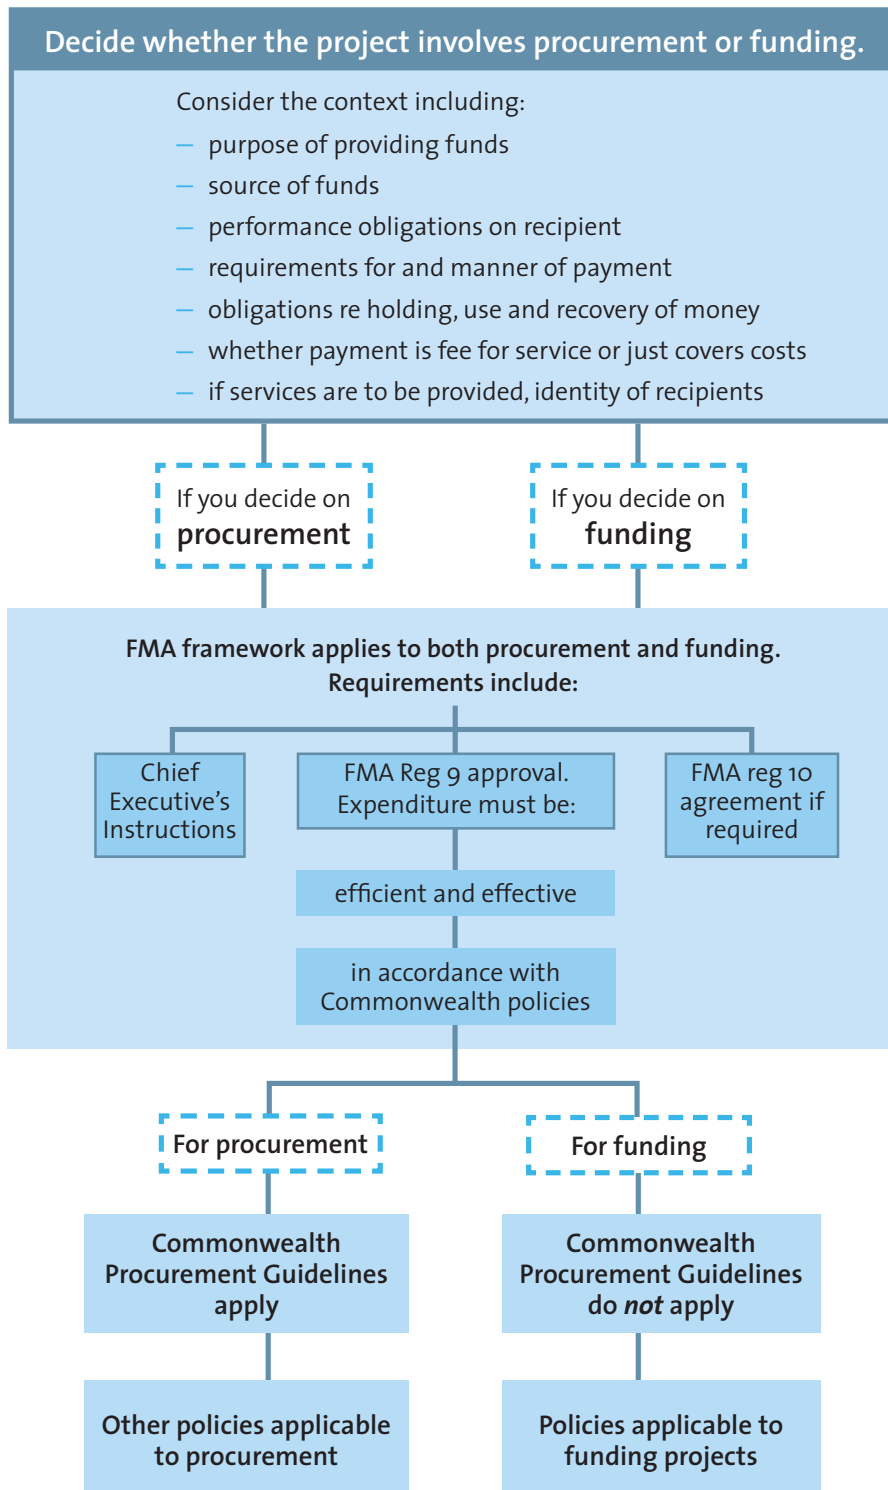 Decide whether the project involves procurement or funding.
Consider the context including:
– purpose of providing funds
– source of funds
– performance obligations on recipient
– requirements for and manner of payment
– obligations re holding, use and recovery of money
– whether payment is fee for service or just covers costs
– if services are to be provided, identity of recipients
If you decide on
procurement
If you decide on
funding
FMA framework applies to both procurement and funding.
Requirements include:
Chief
Executive’s
Instructions
FMA Reg 9 approval.
Expenditure must be:
FMA reg 10
agreement if
required
efficient and effective
in accordance with
Commonwealth policies
For procurement
For funding
Commonwealth
Procurement Guidelines
apply
Commonwealth
Procurement Guidelines
do not apply
Other policies applicable
to procurement
Policies applicable to
funding projects